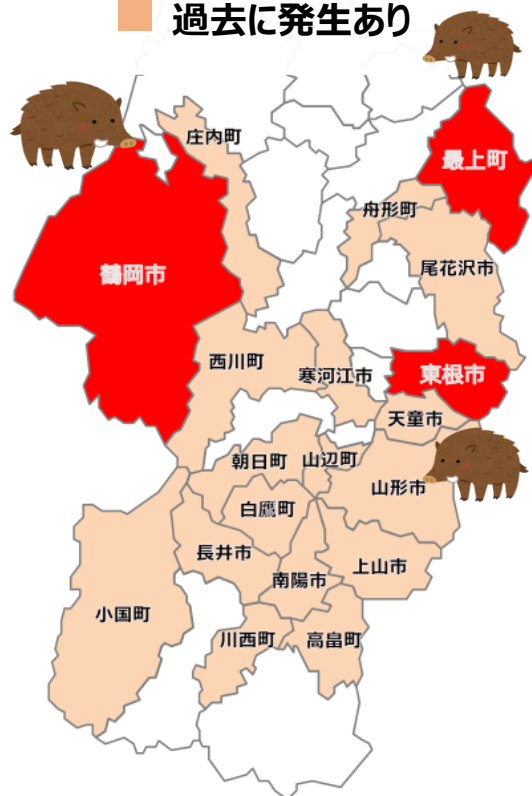 過去に発生あり
庄内町
最上町
舟形町
尾花沢市
鶴岡市
西川町
寒河江市
東根市
天童市
朝日町
山辺町
山形市
白鷹町
長井市
上山市
南陽市
小国町
川西町
高畠町